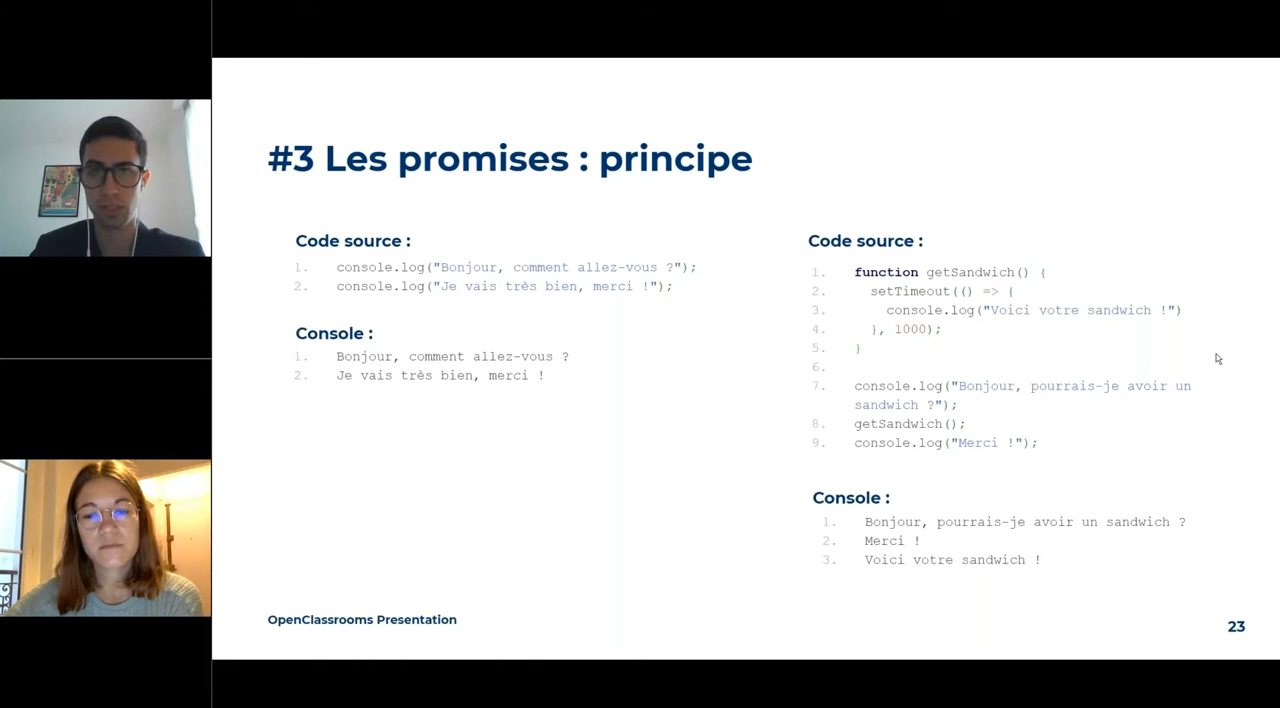 #3 Les promises : principe
Code source :
1. console.log("Bonjour, comment allez-vous ?");
2. console.log("Je vais très bien, merci !");
Console :
1. Bonjour, comment allez-vous ?
2. Je vais très bien, merci !
Code source :
1. function getSandwich() {
2. setTimeout(() => {
3. console.log("Voici votre sandwich !")
4. }, 1000);
5. }
6.
7. console.log("Bonjour, pourrais-je avoir un
sandwich ?");
8. getSandwich();
9. console.log("Merci !");
Console :
1. Bonjour, pourrais-je avoir un sandwich ?
2. Merci !
3. Voici votre sandwich !
OpenClassrooms Presentation
23